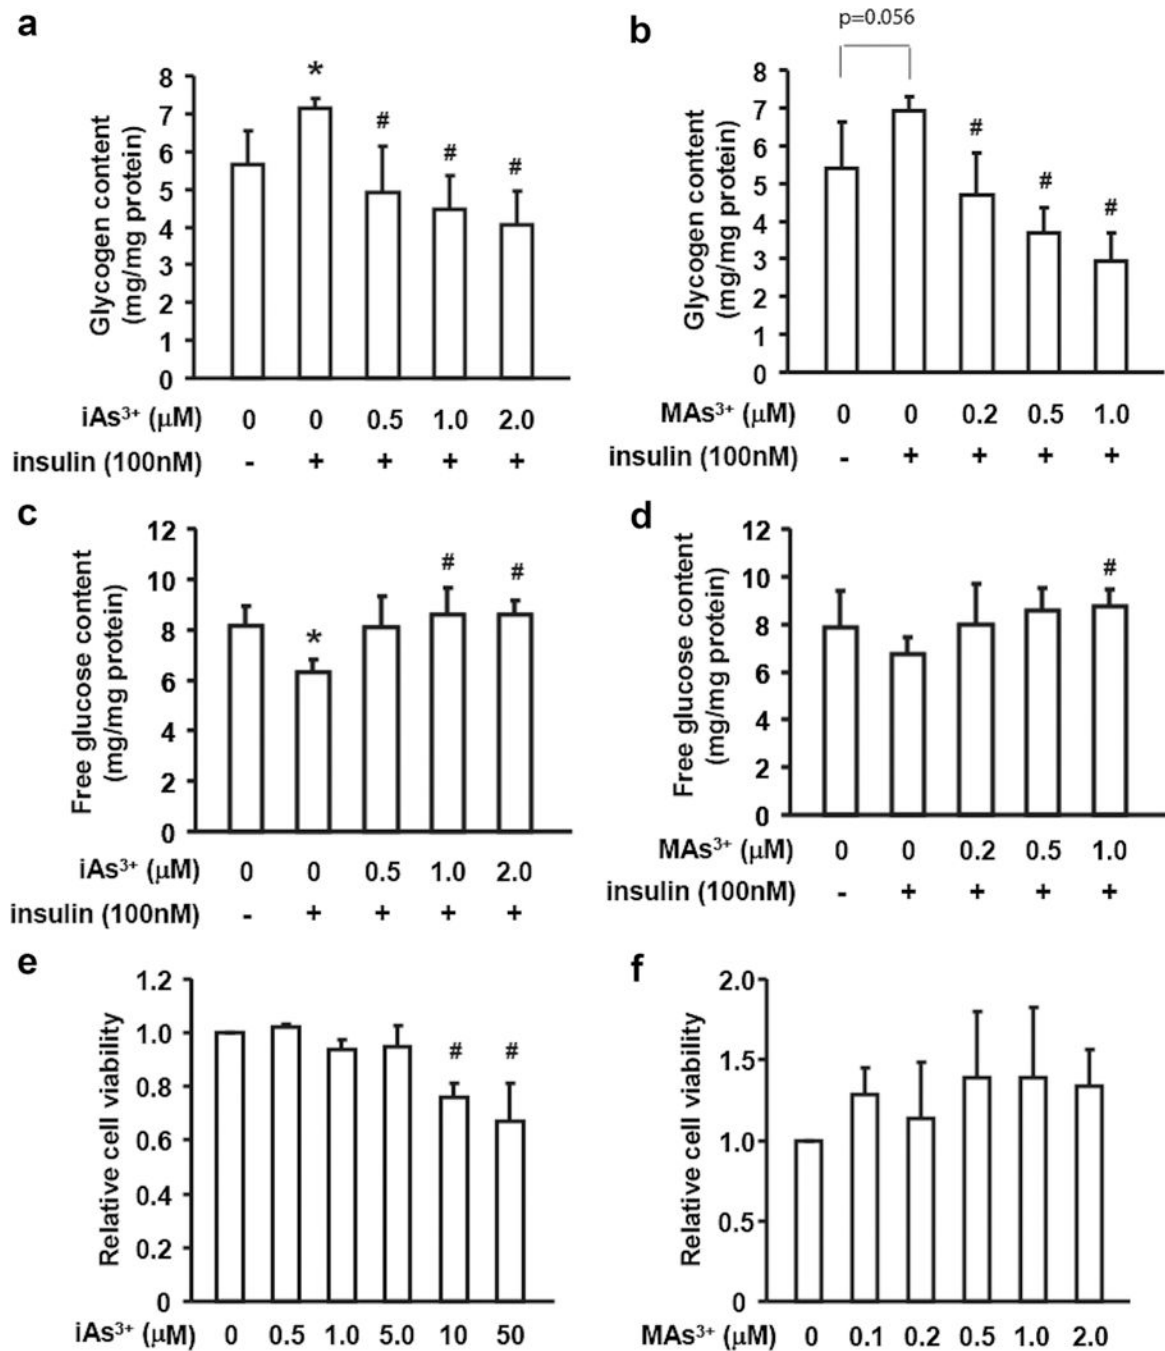 a
Glycogen content
(mg/mg protein)
8
7
6
5
4
3
2
1
0
*
#
#
#
iAs³⁺ (μM) 0 0 0.5 1.0 2.0
insulin (100nM) - + + + +
b
p=0.056
Glycogen content
(mg/mg protein)
8
7
6
5
4
3
2
1
0
#
#
#
MAs³⁺ (μM) 0 0 0.2 0.5 1.0
insulin (100nM) - + + + +
c
Free glucose content
(mg/mg protein)
12
10
8
6
4
2
0
*
#
#
iAs³⁺ (μM) 0 0 0.5 1.0 2.0
insulin (100nM) - + + + +
d
Free glucose content
(mg/mg protein)
12
10
8
6
4
2
0
#
MAs³⁺ (μM) 0 0 0.2 0.5 1.0
insulin (100nM) - + + + +
e
Relative cell viability
1.2
1.0
0.8
0.6
0.4
0.2
0
#
#
iAs³⁺ (μM) 0 0.5 1.0 5.0 10 50
f
Relative cell viability
2.0
1.5
1.0
0.5
0
MAs³⁺ (μM) 0 0.1 0.2 0.5 1.0 2.0